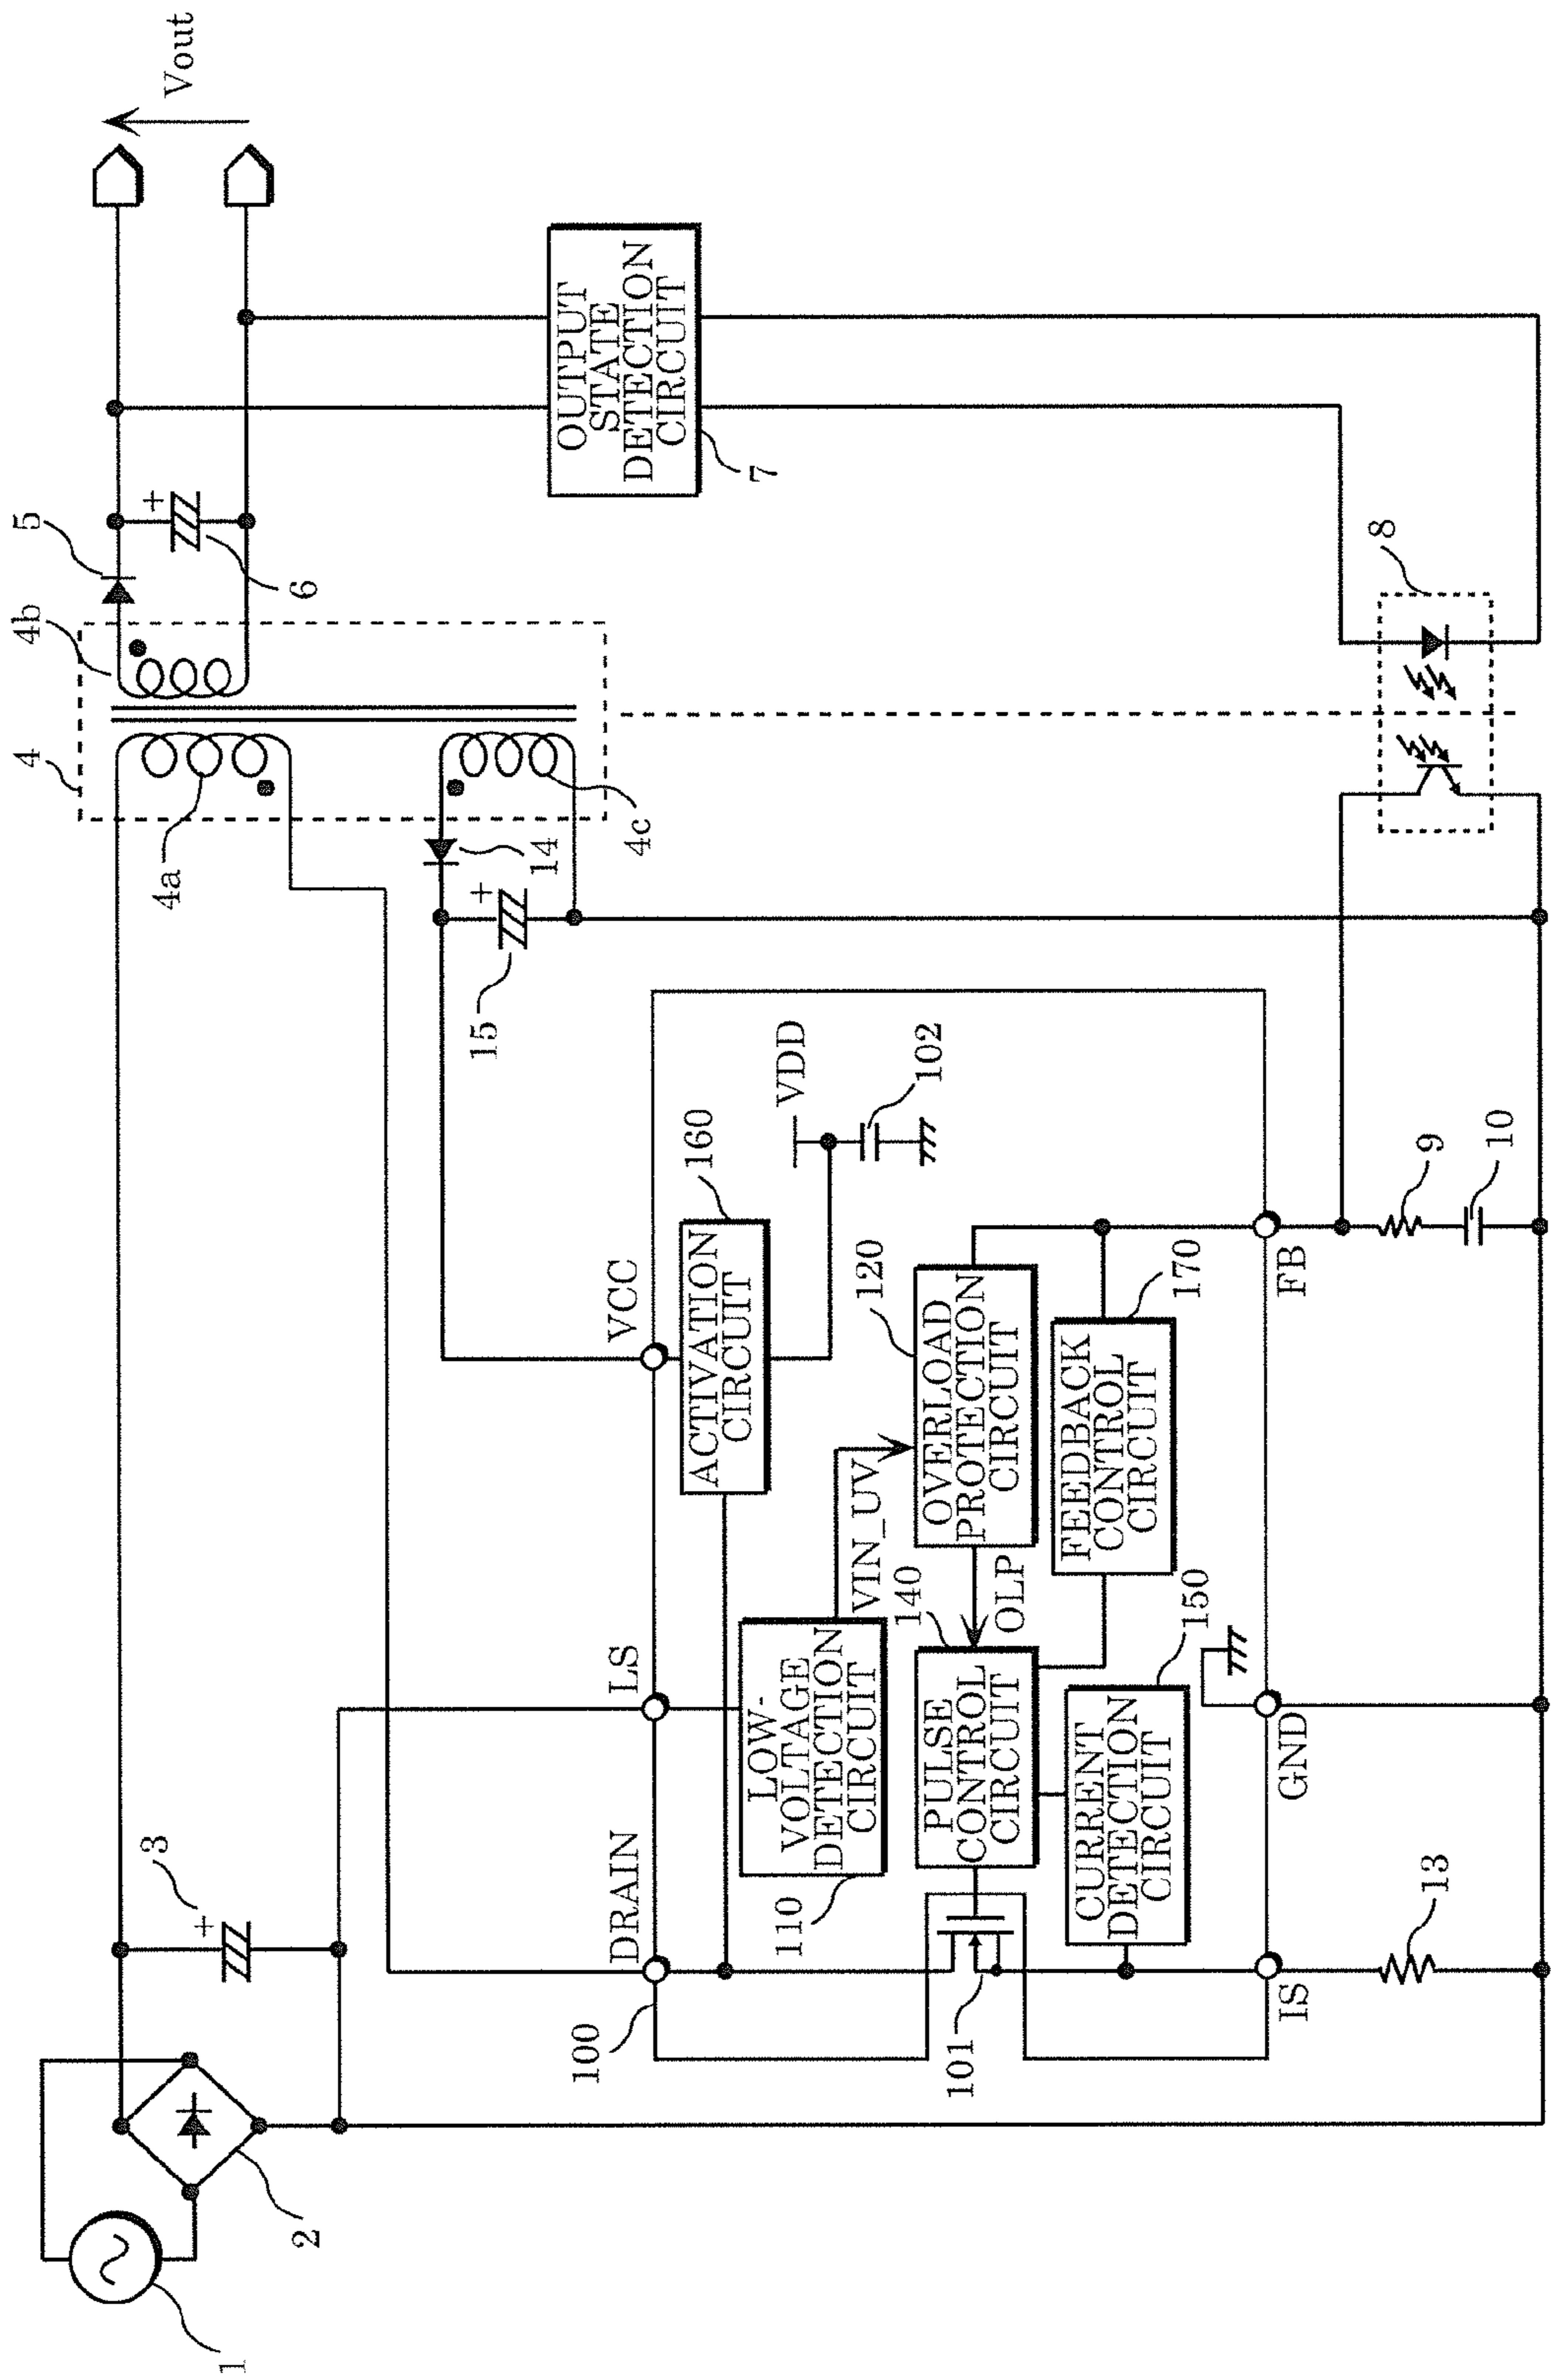 1
2
3
4
4a
4b
4c
5
6
Vout
OUTPUT
STATE
DETECTION
CIRCUIT
7
8
14
15
+
+
+
DRAIN
LS
VCC
100
ACTIVATION
CIRCUIT
160
VDD
102
LOW-
VOLTAGE
DETECTION
CIRCUIT
110
VIN_UV
OVERLOAD
PROTECTION
CIRCUIT
120
OLP
PULSE
CONTROL
CIRCUIT
140
FEEDBACK
CONTROL
CIRCUIT
170
CURRENT
DETECTION
CIRCUIT
150
101
IS
GND
FB
13
9
10